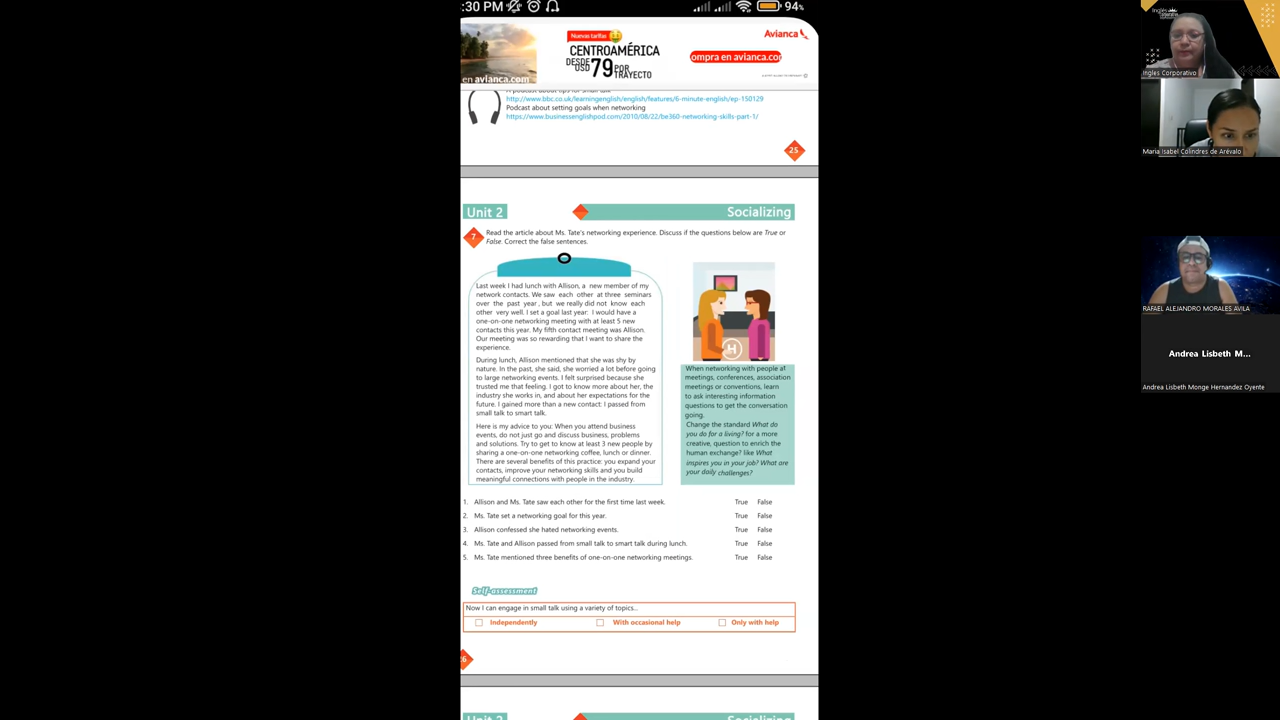 :30 PM
94%
Nuevas tarifas
CENTROAMÉRICA
DESDE
USD 79 POR
TRAYECTO
en avianca.com
Avianca
ompra en avianca.co
http://www.bbc.co.uk/learningenglish/english/features/6-minute-english/ep-150129
Podcast about setting goals when networking
https://www.businessenglishpod.com/2010/08/22/be360-networking-skills-part-1/
25
Unit 2
Socializing
7
Read the article about Ms. Tate's networking experience. Discuss if the questions below are True or
False. Correct the false sentences.
Last week I had lunch with Allison, a new member of my
network contacts. We saw each other at three seminars
over the past year, but we really did not know each
other very well. I set a goal last year: I would have a
one-on-one networking meeting with at least 5 new
contacts this year. My fifth contact meeting was Allison.
Our meeting was so rewarding that I want to share the
experience.
During lunch, Allison mentioned that she was shy by
nature. In the past, she said, she worried a lot before going
to large networking events. I felt surprised because she
trusted me that feeling. I got to know more about her, the
industry she works in, and about her expectations for the
future. I gained more than a new contact: I passed from
small talk to smart talk.
Here is my advice to you: When you attend business
events, do not just go and discuss business, problems
and solutions. Try to get to know at least 3 new people by
sharing a one-on-one networking coffee, lunch or dinner.
There are several benefits of this practice: you expand your
contacts, improve your networking skills and you build
meaningful connections with people in the industry.
H
When networking with people at
meetings, conferences, association
meetings or conventions, learn
to ask interesting information
questions to get the conversation
going.
Change the standard What do
you do for a living? for a more
creative, question to enrich the
human exchange? like What
inspires you in your job? What are
your daily challenges?
1. Allison and Ms. Tate saw each other for the first time last week. True False
2. Ms. Tate set a networking goal for this year. True False
3. Allison confessed she hated networking events. True False
4. Ms. Tate and Allison passed from small talk to smart talk during lunch. True False
5. Ms. Tate mentioned three benefits of one-on-one networking meetings. True False
Self-assessment
Now I can engage in small talk using a variety of topics...
Independently With occasional help Only with help
Unit 2
Socializing
Inglés
Ingles Corporativo
Maria Isabel Colindres de Arévalo
RAFAEL ALEJANDRO MORALES AVILA
Andrea Lisbeth M...
Andrea Lisbeth Monge Hernandez Oyente